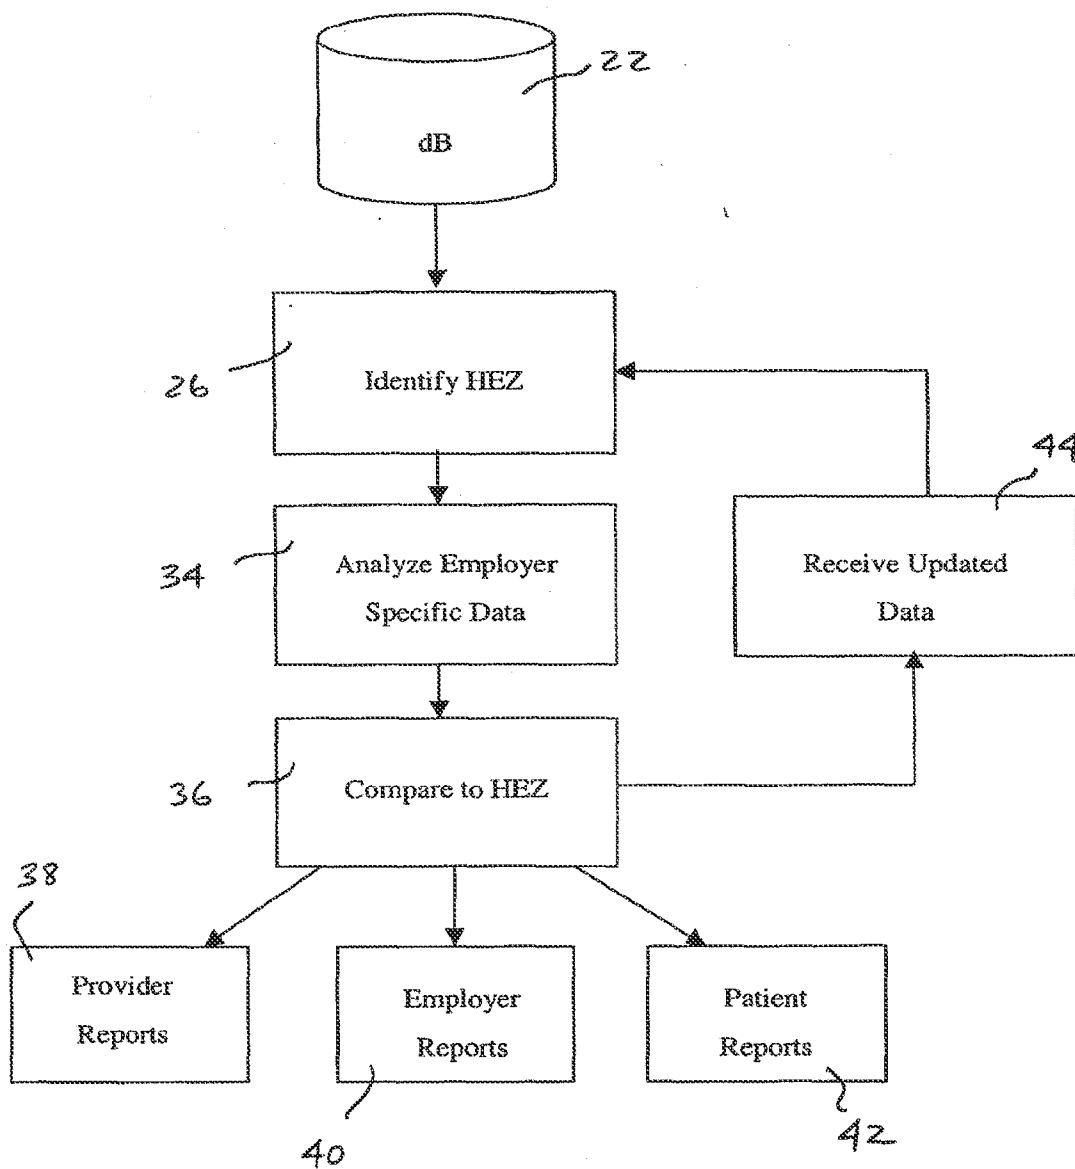 22
dB
26
Identify HEZ
44
34
Analyze Employer
Specific Data
Receive Updated
Data
36
Compare to HEZ
38
Provider
Reports
Employer
Reports
Patient
Reports
40
42